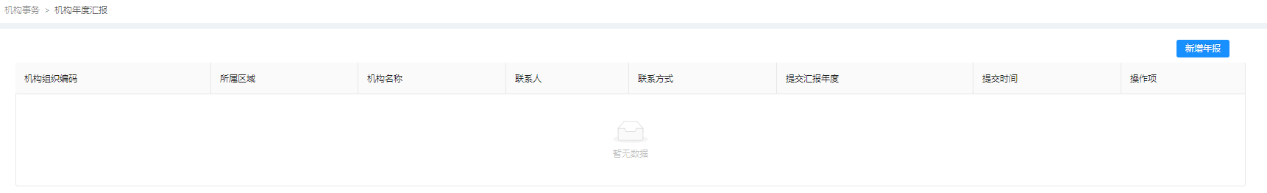 机构事务 > 机构年度汇报
新增年报
机构组织编码 所属区域 机构名称 联系人 联系方式 提交汇报年度 提交时间 操作项
暂无数据